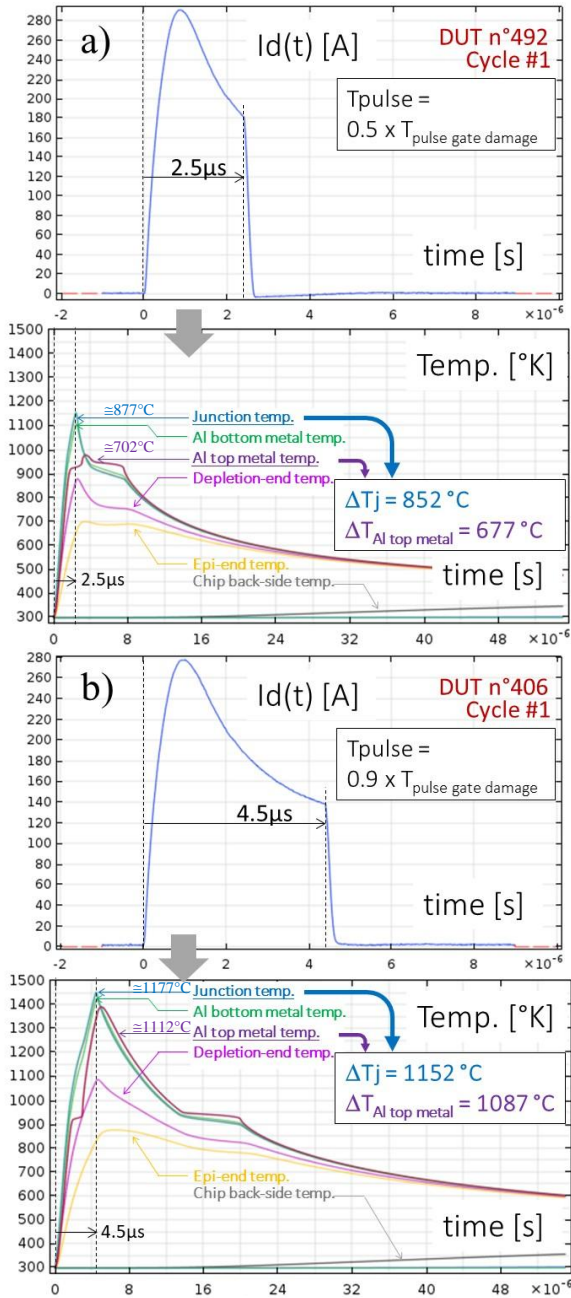 a)
Id(t) [A]
DUT n°492
Cycle #1
Tpulse =
0.5 x Tpulse gate damage
2.5µs
time [s]
280
260
240
220
200
180
160
140
120
100
80
60
40
20
0
-2 0 2 4 6 8 ×10⁻⁶
Temp. [°K]
≅877°C
Junction temp.
Al bottom metal temp.
≅702°C
Al top metal temp.
Depletion-end temp.
ΔTj = 852 °C
ΔTAl top metal = 677 °C
Epi-end temp.
Chip back-side temp.
time [s]
2.5µs
1500
1400
1300
1200
1100
1000
900
800
700
600
500
400
300
0 8 16 24 32 40 48 ×10⁻⁶
b)
Id(t) [A]
DUT n°406
Cycle #1
Tpulse =
0.9 x Tpulse gate damage
4.5µs
time [s]
280
260
240
220
200
180
160
140
120
100
80
60
40
20
0
-2 0 2 4 6 8 ×10⁻⁶
Temp. [°K]
≅1177°C
Junction temp.
Al bottom metal temp.
≅1112°C
Al top metal temp.
Depletion-end temp.
ΔTj = 1152 °C
ΔTAl top metal = 1087 °C
Epi-end temp.
Chip back-side temp.
time [s]
4.5µs
1500
1400
1300
1200
1100
1000
900
800
700
600
500
400
300
0 8 16 24 32 40 48 ×10⁻⁶